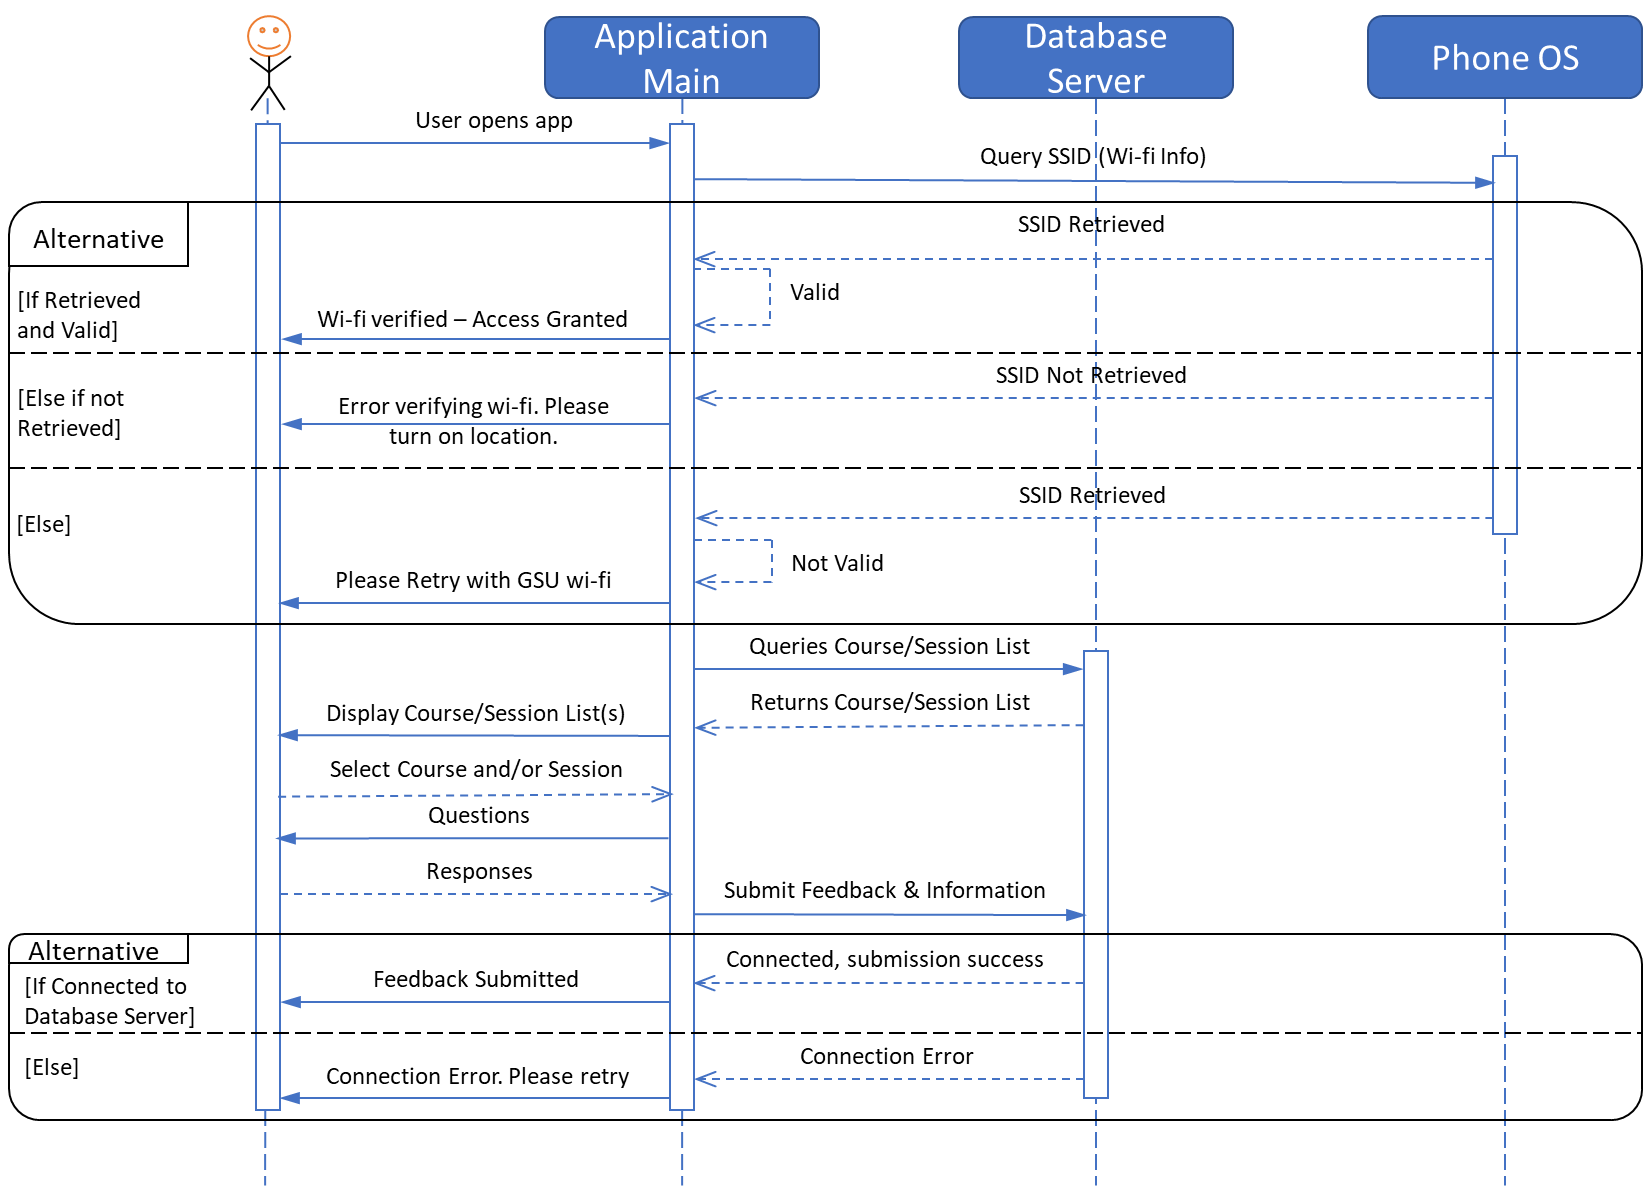 Application
Main
Database
Server
Phone OS
User opens app
Query SSID (Wi-fi Info)
Alternative
SSID Retrieved
[If Retrieved
and Valid]
Valid
Wi-fi verified – Access Granted
SSID Not Retrieved
[Else if not
Retrieved]
Error verifying wi-fi. Please
turn on location.
SSID Retrieved
[Else]
Not Valid
Please Retry with GSU wi-fi
Queries Course/Session List
Returns Course/Session List
Display Course/Session List(s)
Select Course and/or Session
Questions
Responses
Submit Feedback & Information
Alternative
Connected, submission success
[If Connected to
Database Server]
Feedback Submitted
Connection Error
[Else]
Connection Error. Please retry